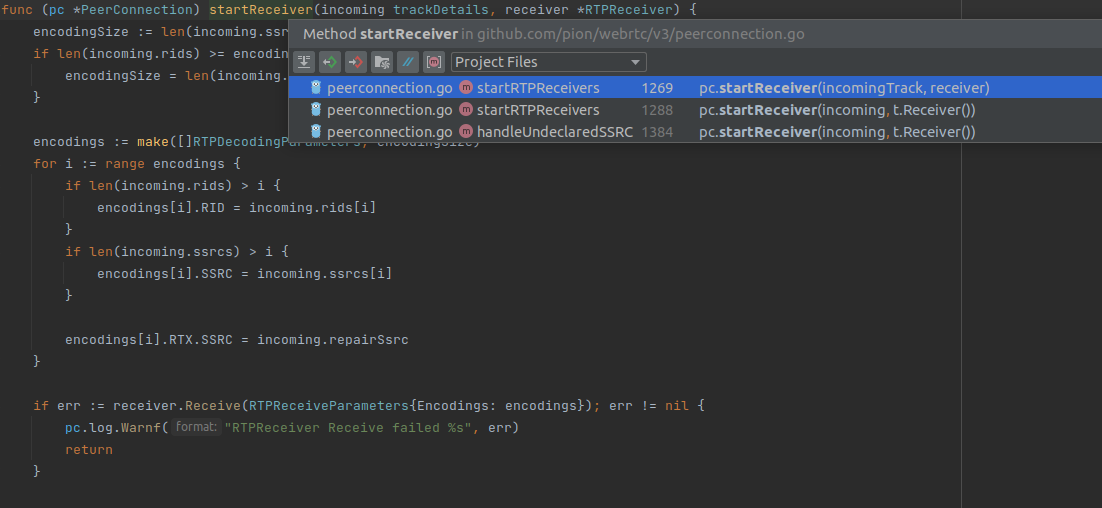 func (pc *PeerConnection) startReceiver(incoming trackDetails, receiver *RTPReceiver) {
encodingSize := len(incoming.ssr
if len(incoming.rids) >= encodin
encodingSize = len(incoming.
}
Method startReceiver in github.com/pion/webrtc/v3/peerconnection.go
Project Files
peerconnection.go m startRTPReceivers 1269 pc.startReceiver(incomingTrack, receiver)
peerconnection.go m startRTPReceivers 1288 pc.startReceiver(incoming, t.Receiver())
peerconnection.go m handleUndeclaredSSRC 1384 pc.startReceiver(incoming, t.Receiver())
encodings := make([]RTPDecodingParameters, encodingSize)
for i := range encodings {
if len(incoming.rids) > i {
encodings[i].RID = incoming.rids[i]
}
if len(incoming.ssrcs) > i {
encodings[i].SSRC = incoming.ssrcs[i]
}
encodings[i].RTX.SSRC = incoming.repairSsrc
}
if err := receiver.Receive(RTPReceiveParameters{Encodings: encodings}); err != nil {
pc.log.Warnf( format: "RTPReceiver Receive failed %s", err)
return
}